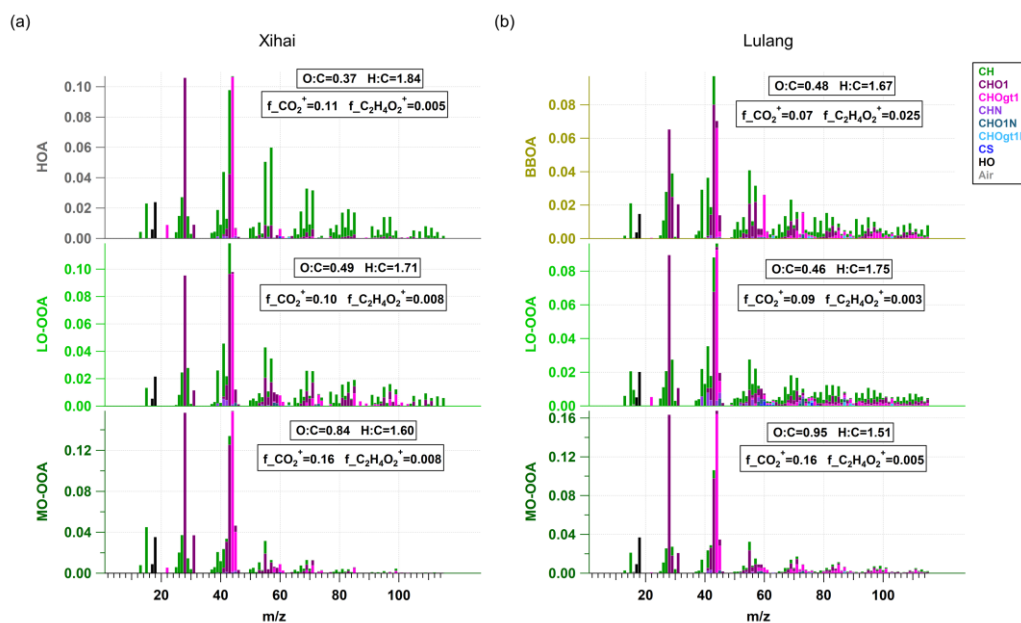 (a)
Xihai
HOA
0.10
0.08
0.06
0.04
0.02
0.00
O:C=0.37 H:C=1.84
f_CO₂⁺=0.11 f_C₂H₄O₂⁺=0.005
LO-OOA
0.10
0.08
0.06
0.04
0.02
0.00
O:C=0.49 H:C=1.71
f_CO₂⁺=0.10 f_C₂H₄O₂⁺=0.008
MO-OOA
0.12
0.08
0.04
0.00
O:C=0.84 H:C=1.60
f_CO₂⁺=0.16 f_C₂H₄O₂⁺=0.008
20 40 60 80 100
m/z
(b)
Lulang
BBOA
0.08
0.06
0.04
0.02
0.00
O:C=0.48 H:C=1.67
f_CO₂⁺=0.07 f_C₂H₄O₂⁺=0.025
LO-OOA
0.08
0.06
0.04
0.02
0.00
O:C=0.46 H:C=1.75
f_CO₂⁺=0.09 f_C₂H₄O₂⁺=0.003
MO-OOA
0.16
0.12
0.08
0.04
0.00
O:C=0.95 H:C=1.51
f_CO₂⁺=0.16 f_C₂H₄O₂⁺=0.005
20 40 60 80 100
m/z
CH
CHO1
CHOgt1
CHN
CHO1N
CS
HO
Air